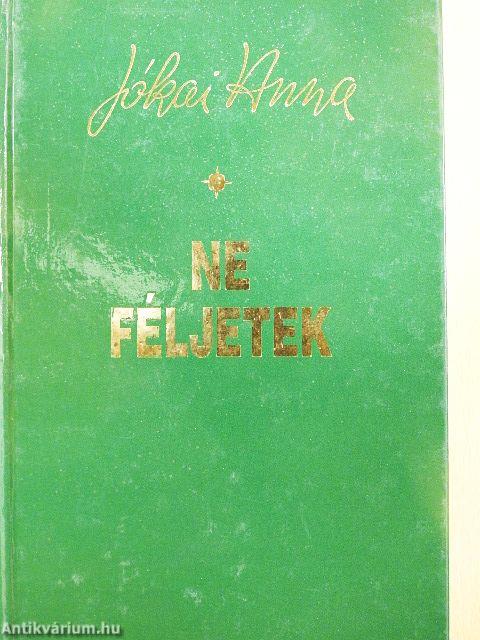 Jókai Anna
NE
FÉLJETEK
Antikvárium.hu